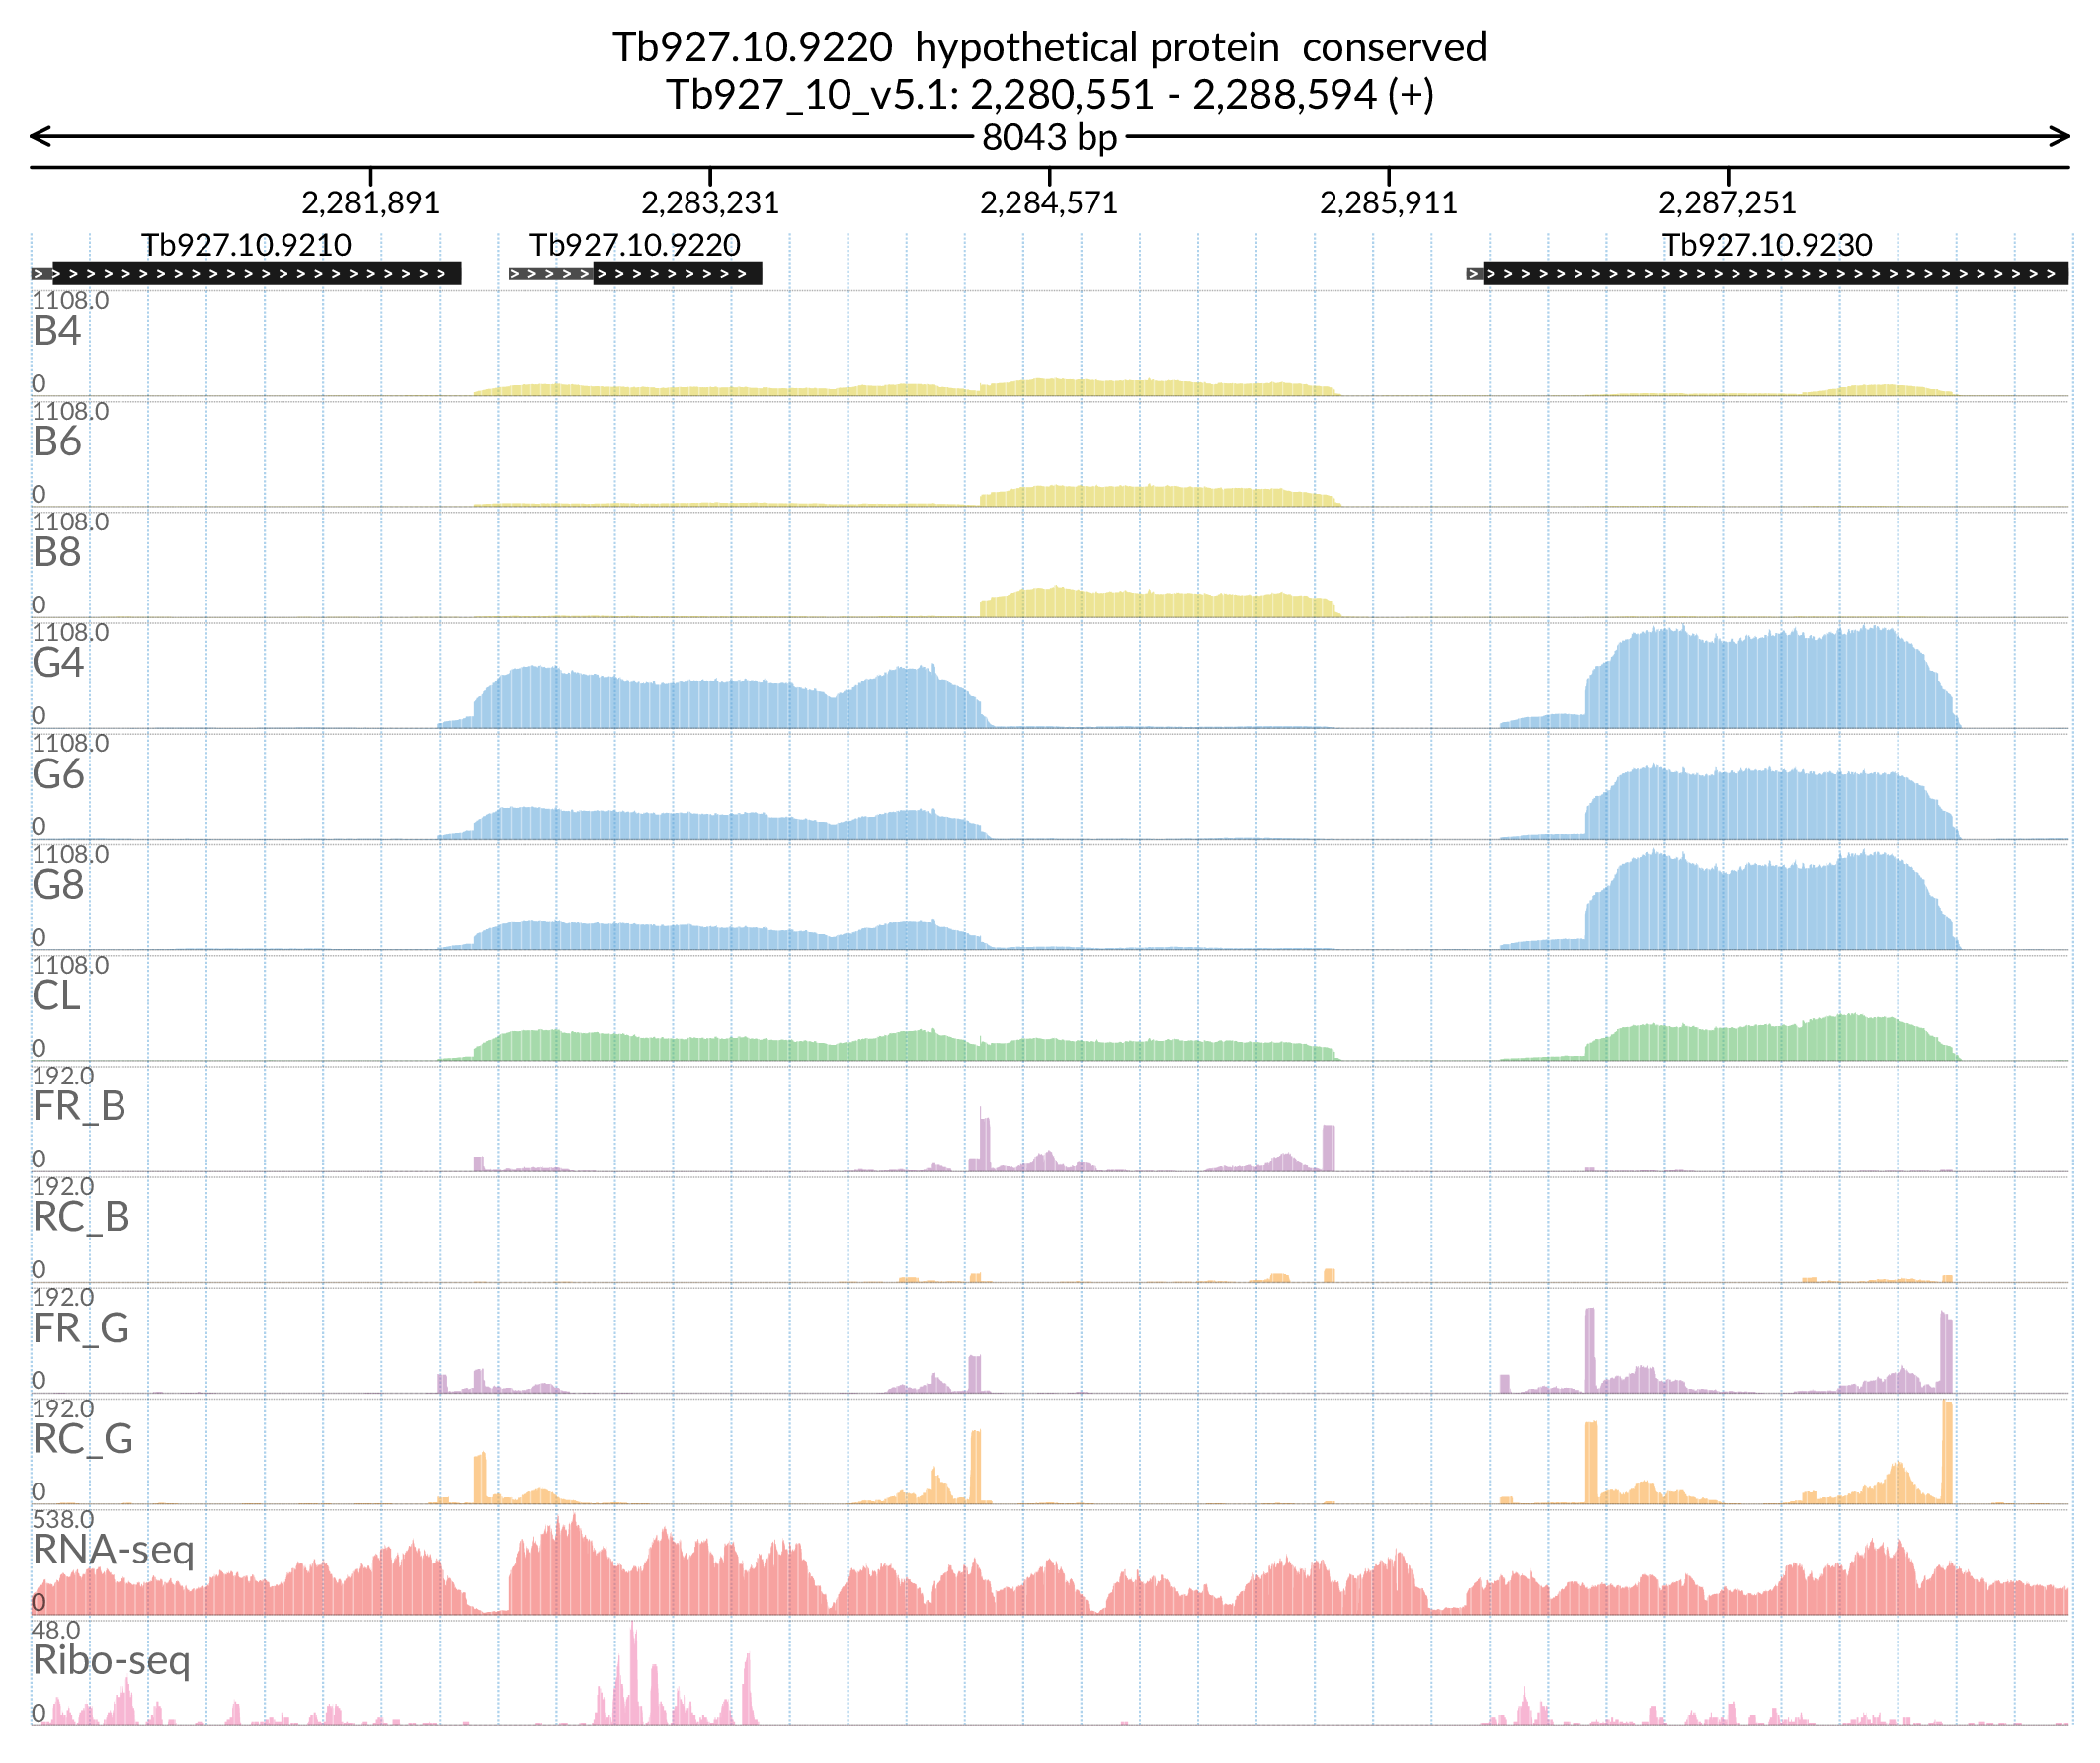 Tb927.10.9220 hypothetical protein conserved
Tb927_10_v5.1: 2,280,551 - 2,288,594 (+)
8043 bp
2,281,891 2,283,231 2,284,571 2,285,911 2,287,251
Tb927.10.9210 Tb927.10.9220 Tb927.10.9230
1108.0
B4
0
1108.0
B6
0
1108.0
B8
0
1108.0
G4
0
1108.0
G6
0
1108.0
G8
0
1108.0
CL
0
192.0
FR_B
0
192.0
RC_B
0
192.0
FR_G
0
192.0
RC_G
0
538.0
RNA-seq
0
48.0
Ribo-seq
0